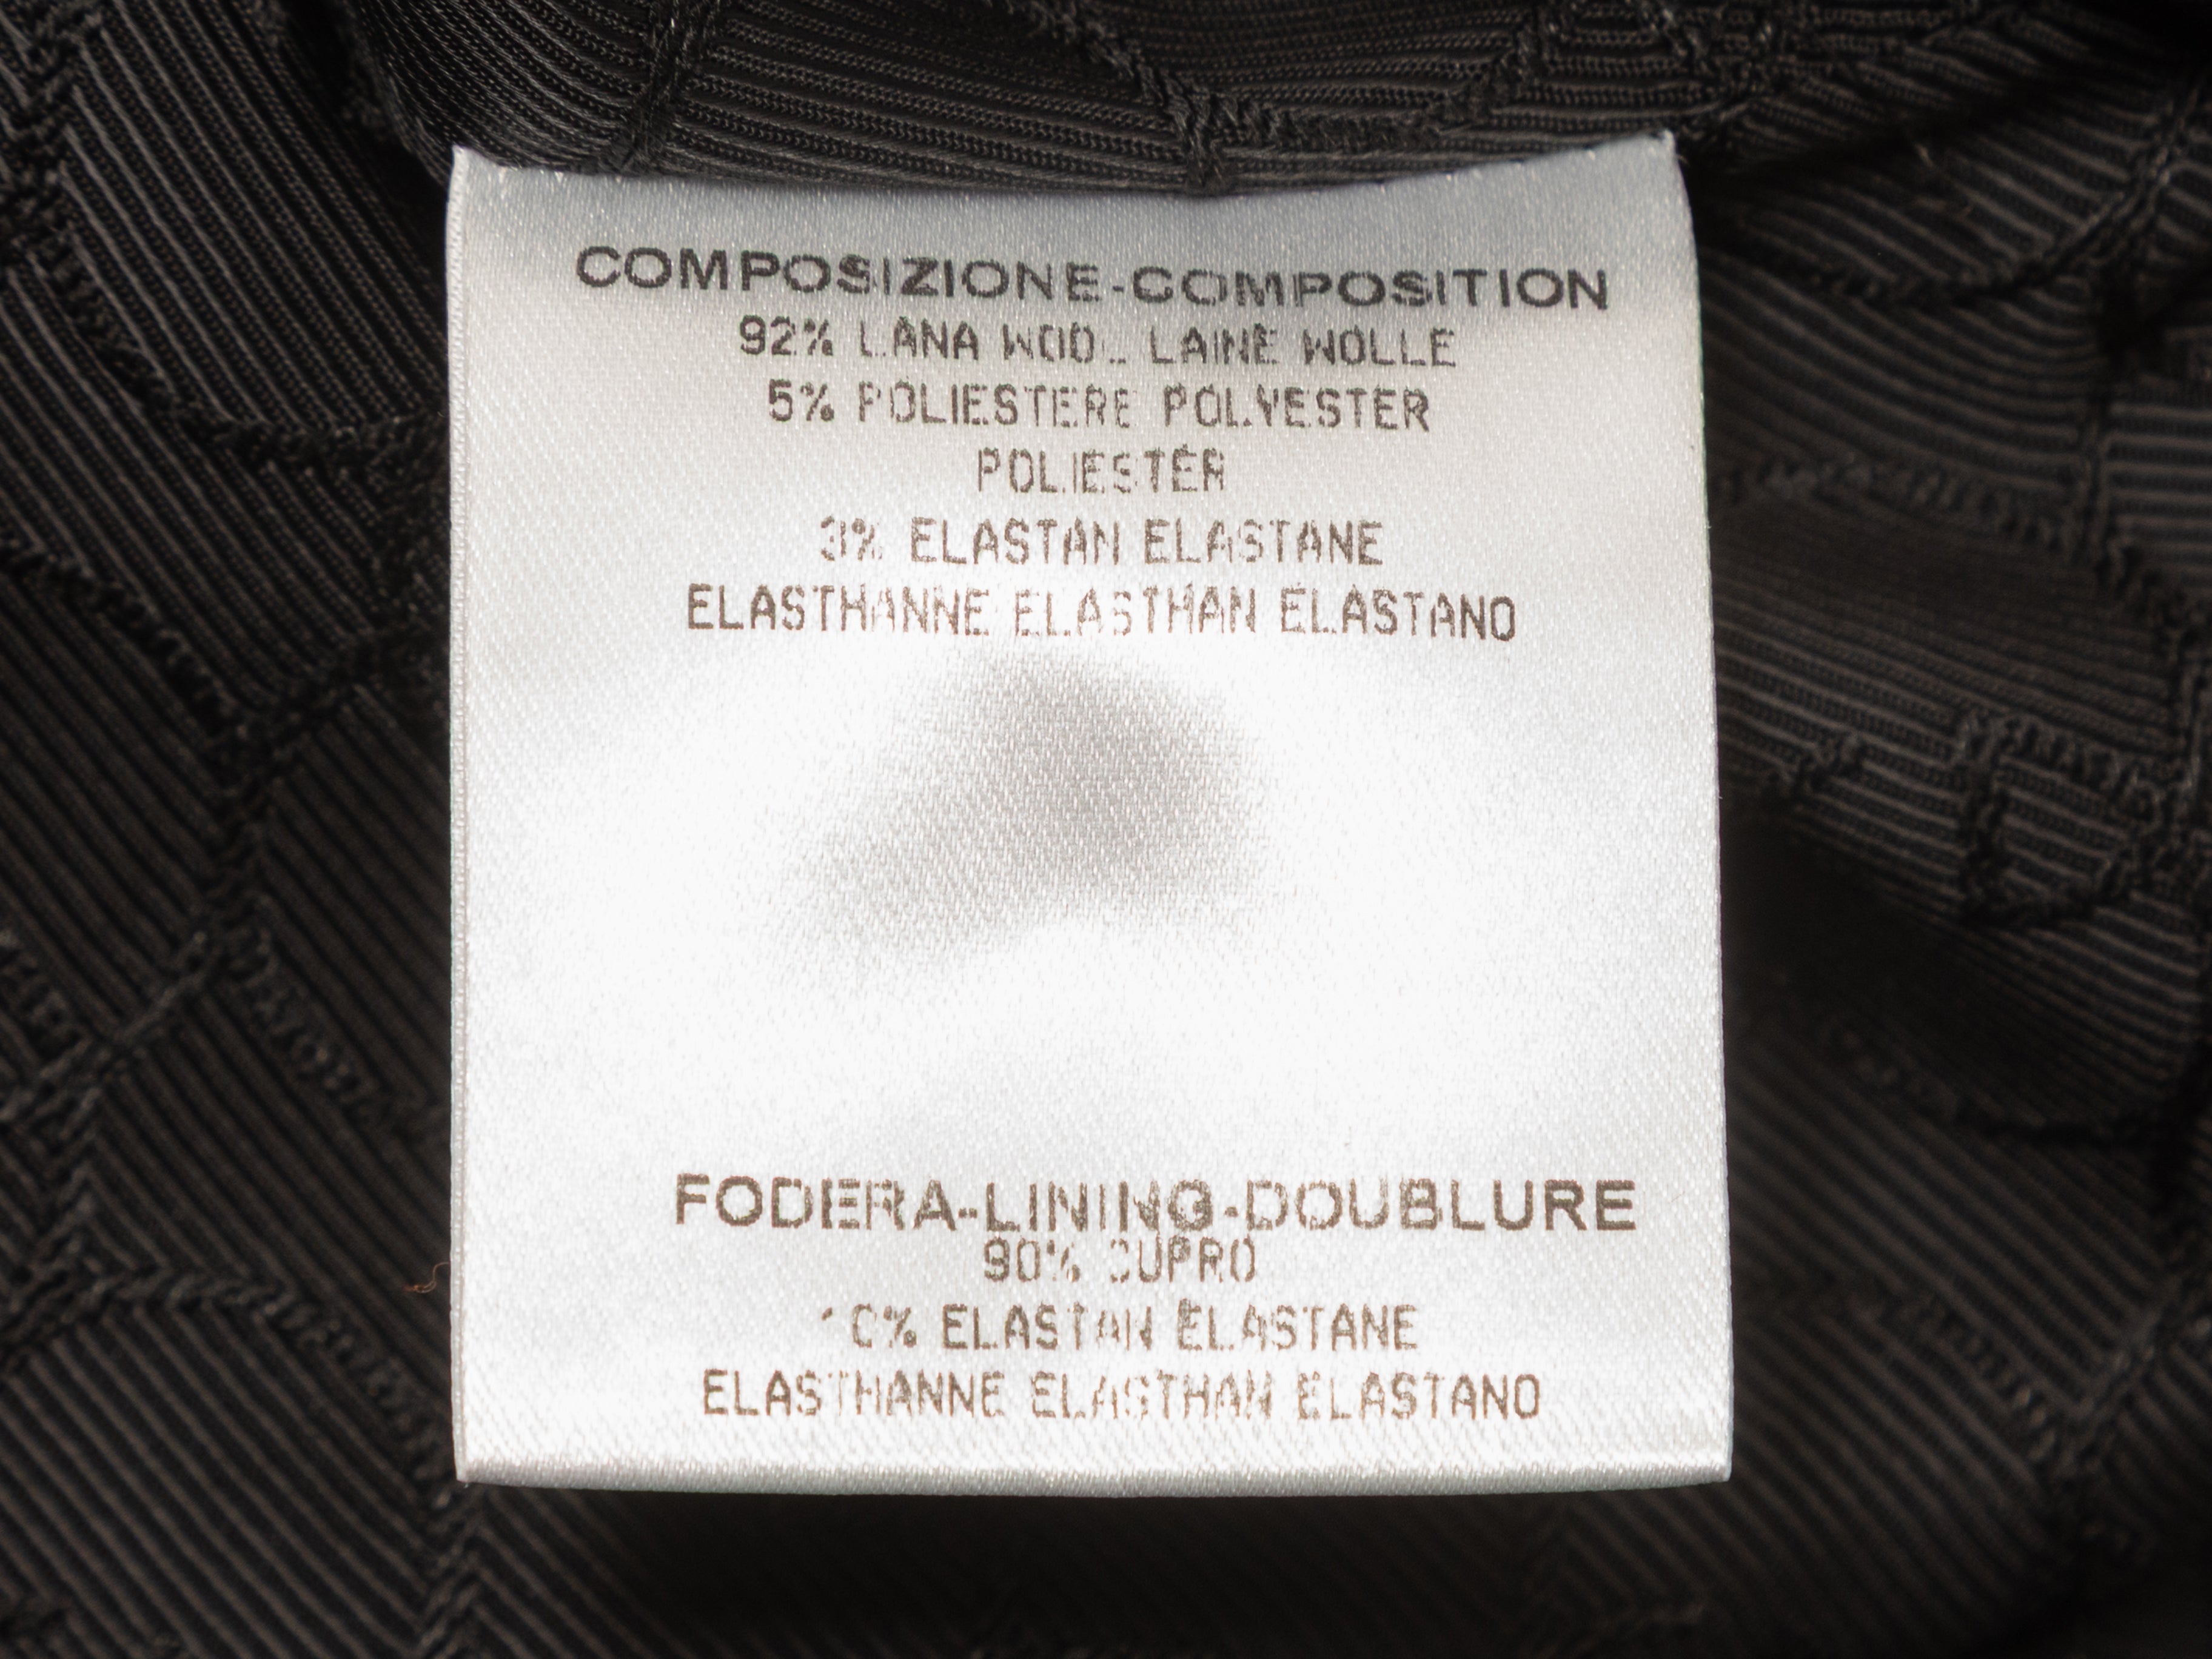 COMPOSIZIONE-COMPOSITION
92% LANA WOOL LAINE WOLLE
5% POLIESTERE POLYESTER
POLIESTER
3% ELASTAN ELASTANE
ELASTHANNE ELASTHAN ELASTANO
FODERA-LINING-DOUBLURE
90% CUPRO
10% ELASTAN ELASTANE
ELASTHANNE ELASTHAN ELASTANO